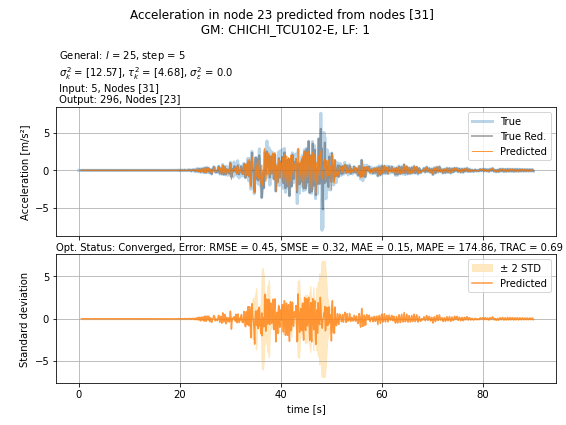 Acceleration in node 23 predicted from nodes [31]
GM: CHICHI_TCU102-E, LF: 1
General: l = 25, step = 5
σ²ₖ = [12.57], τ²ₖ = [4.68], σ²ε = 0.0
Input: 5, Nodes [31]
Output: 296, Nodes [23]
Acceleration [m/s²]
5
0
−5
True
True Red.
Predicted
Opt. Status: Converged, Error: RMSE = 0.45, SMSE = 0.32, MAE = 0.15, MAPE = 174.86, TRAC = 0.69
Standard deviation
5
0
−5
± 2 STD
Predicted
0 20 40 60 80
time [s]